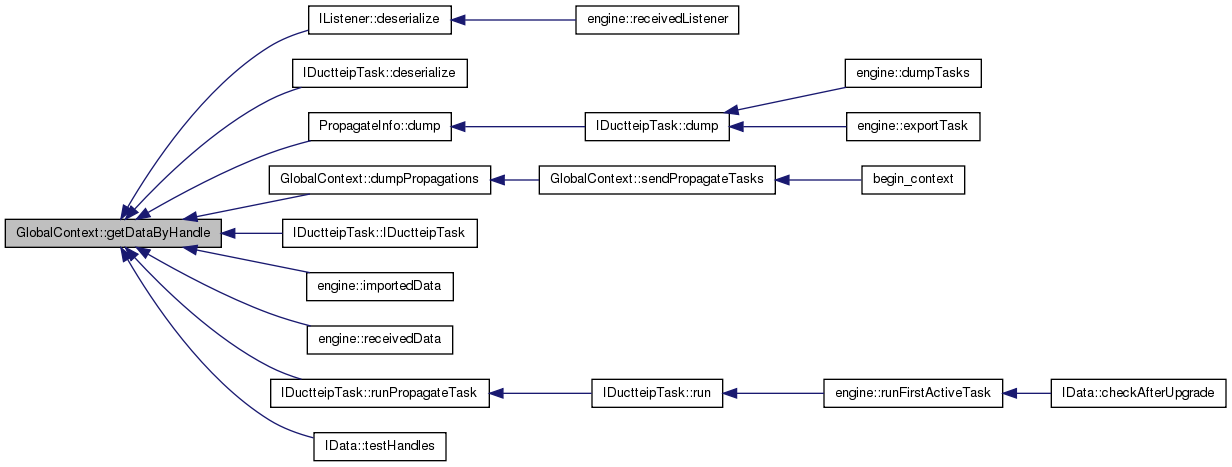 IListener::deserialize
engine::receivedListener
IDuctteipTask::deserialize
engine::dumpTasks
PropagateInfo::dump
IDuctteipTask::dump
engine::exportTask
GlobalContext::dumpPropagations
GlobalContext::sendPropagateTasks
begin_context
GlobalContext::getDataByHandle
IDuctteipTask::IDuctteipTask
engine::importedData
engine::receivedData
IDuctteipTask::runPropagateTask
IDuctteipTask::run
engine::runFirstActiveTask
IData::checkAfterUpgrade
IData::testHandles